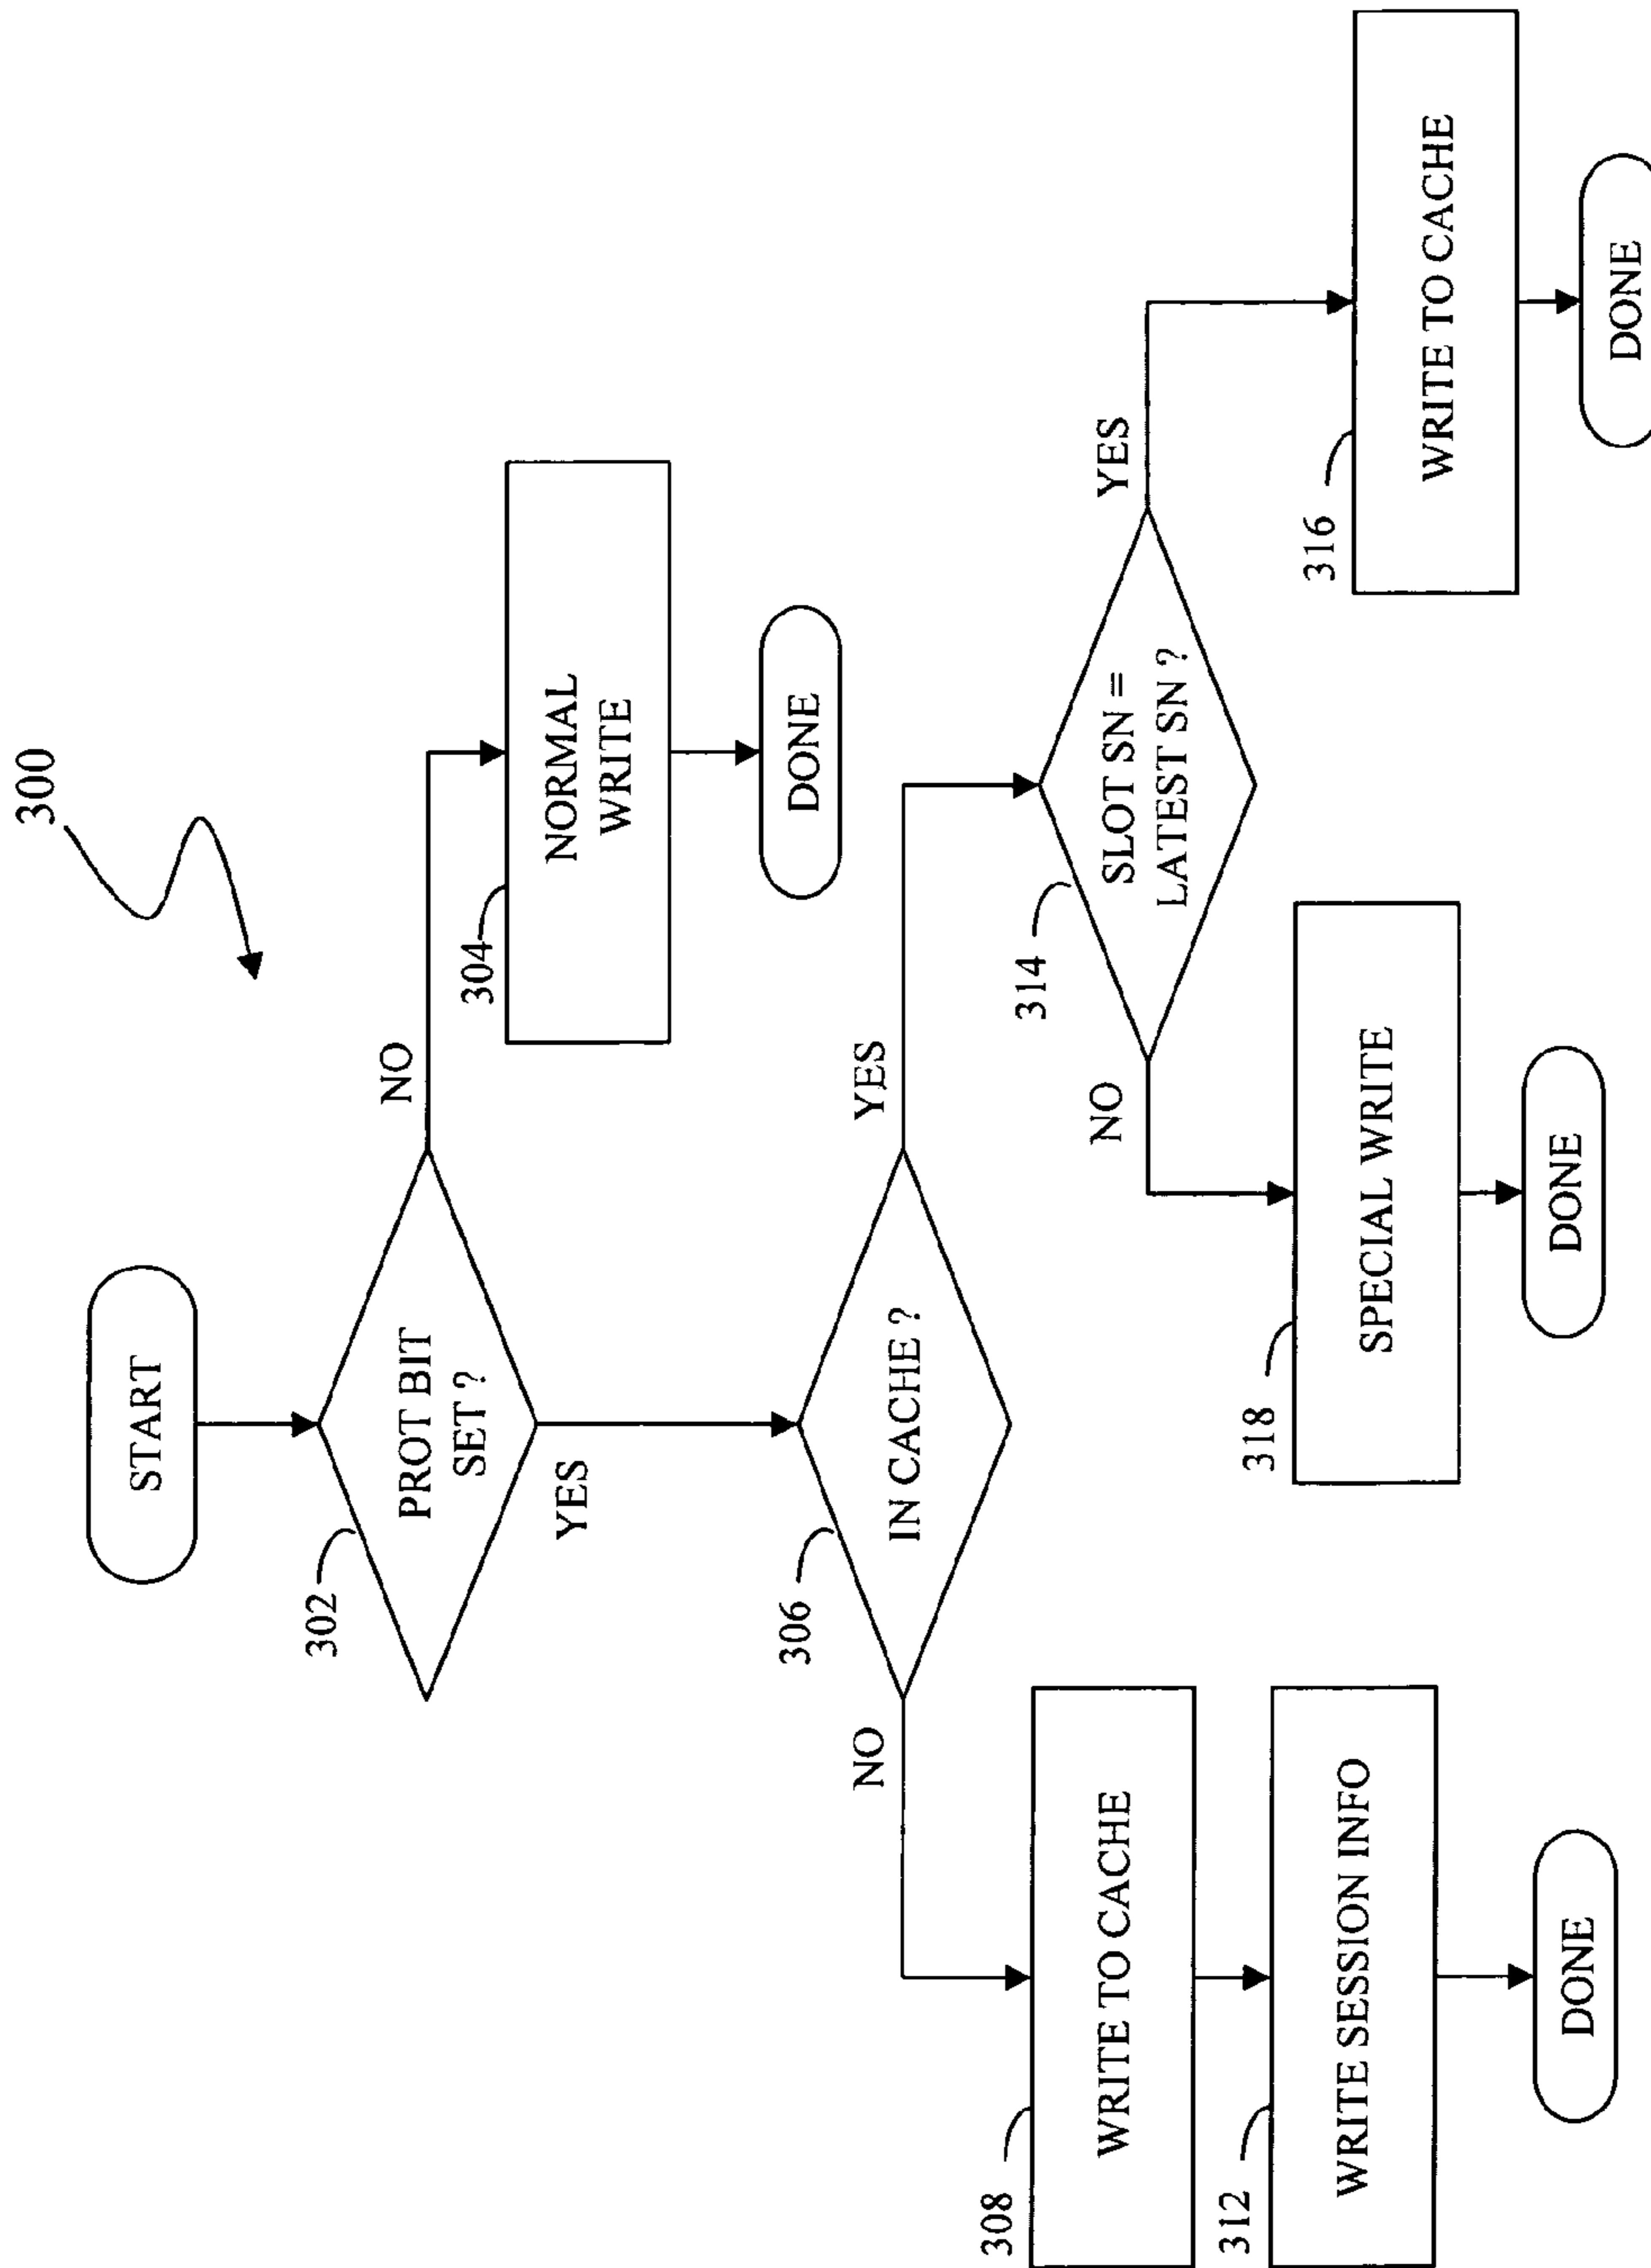 300
START
302
PROT BIT
SET ?
NO
YES
304
NORMAL
WRITE
DONE
306
IN CACHE ?
NO
YES
308
WRITE TO CACHE
312
WRITE SESSION INFO
DONE
314
SLOT SN =
LATEST SN ?
NO
YES
318
SPECIAL WRITE
DONE
316
WRITE TO CACHE
DONE